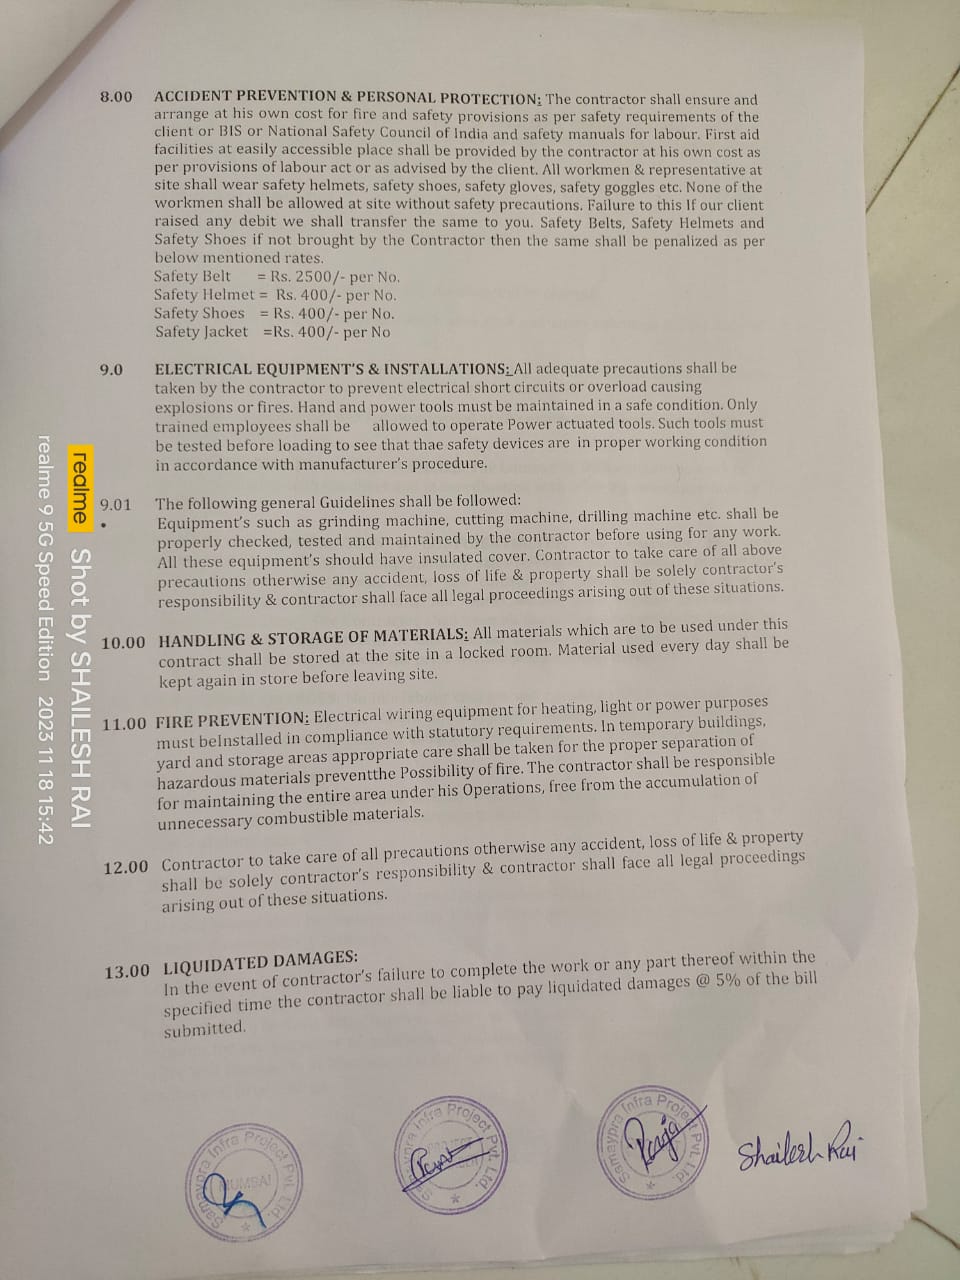 8.00 ACCIDENT PREVENTION & PERSONAL PROTECTION: The contractor shall ensure and
arrange at his own cost for fire and safety provisions as per safety requirements of the
client or BIS or National Safety Council of India and safety manuals for labour. First aid
facilities at easily accessible place shall be provided by the contractor at his own cost as
per provisions of labour act or as advised by the client. All workmen & representative at
site shall wear safety helmets, safety shoes, safety gloves, safety goggles etc. None of the
workmen shall be allowed at site without safety precautions. Failure to this If our client
raised any debit we shall transfer the same to you. Safety Belts, Safety Helmets and
Safety Shoes if not brought by the Contractor then the same shall be penalized as per
below mentioned rates.
Safety Belt = Rs. 2500/- per No.
Safety Helmet = Rs. 400/- per No.
Safety Shoes = Rs. 400/- per No.
Safety Jacket =Rs. 400/- per No
9.0 ELECTRICAL EQUIPMENT'S & INSTALLATIONS: All adequate precautions shall be
taken by the contractor to prevent electrical short circuits or overload causing
explosions or fires. Hand and power tools must be maintained in a safe condition. Only
trained employees shall be allowed to operate Power actuated tools. Such tools must
be tested before loading to see that thae safety devices are in proper working condition
in accordance with manufacturer's procedure.
9.01 The following general Guidelines shall be followed:
• Equipment's such as grinding machine, cutting machine, drilling machine etc. shall be
properly checked, tested and maintained by the contractor before using for any work.
All these equipment's should have insulated cover. Contractor to take care of all above
precautions otherwise any accident, loss of life & property shall be solely contractor's
responsibility & contractor shall face all legal proceedings arising out of these situations.
10.00 HANDLING & STORAGE OF MATERIALS: All materials which are to be used under this
contract shall be stored at the site in a locked room. Material used every day shall be
kept again in store before leaving site.
11.00 FIRE PREVENTION: Electrical wiring equipment for heating, light or power purposes
must beInstalled in compliance with statutory requirements. In temporary buildings,
yard and storage areas appropriate care shall be taken for the proper separation of
hazardous materials preventthe Possibility of fire. The contractor shall be responsible
for maintaining the entire area under his Operations, free from the accumulation of
unnecessary combustible materials.
12.00 Contractor to take care of all precautions otherwise any accident, loss of life & property
shall be solely contractor's responsibility & contractor shall face all legal proceedings
arising out of these situations.
13.00 LIQUIDATED DAMAGES:
In the event of contractor's failure to complete the work or any part thereof within the
specified time the contractor shall be liable to pay liquidated damages @ 5% of the bill
submitted.
Samaypra Infra Project Pvt. Ltd.
MUMBAI
Samaypra Infra Project Pvt. Ltd.
Samaypra Infra Project Pvt. Ltd.
Shailesh Rai
realme Shot by SHAILESH RAI
realme 9 5G Speed Edition 2023 11 18 15:42